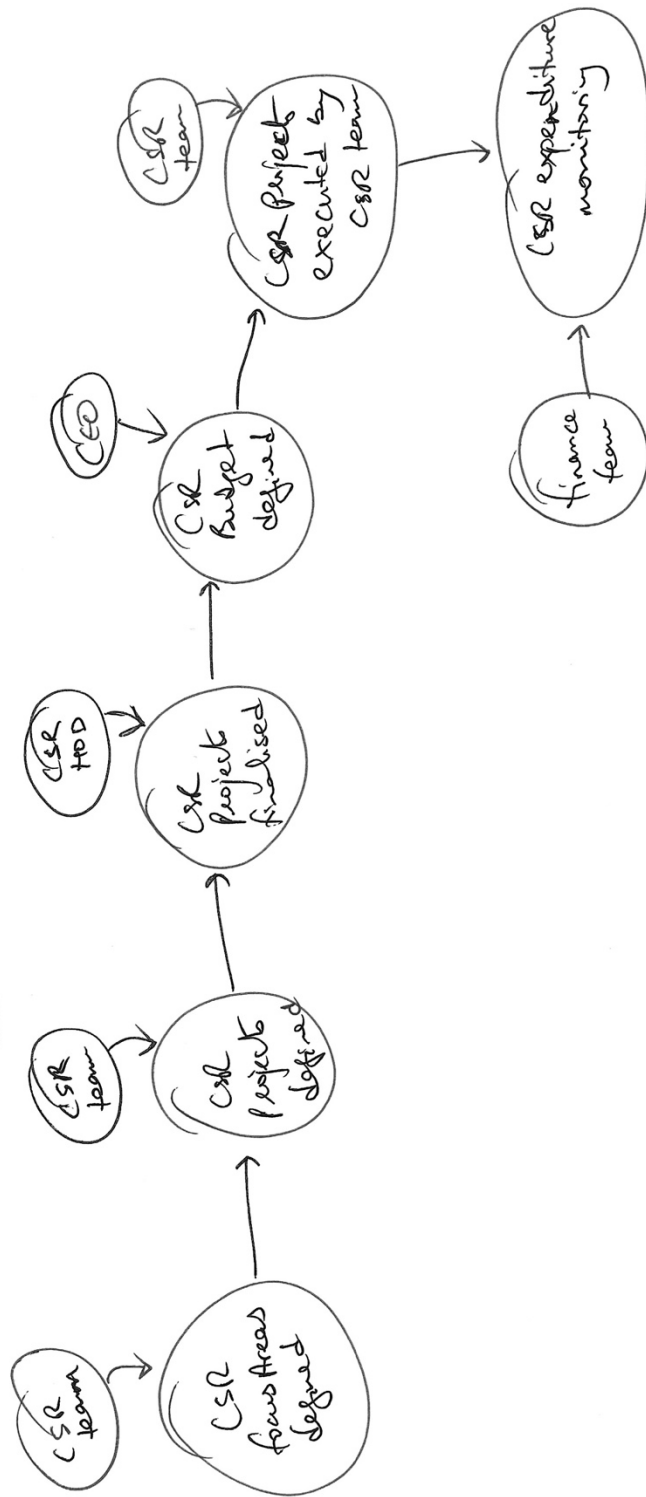 CSR
team
CSR
focus Areas
defined
CSR
team
CSR
projects
defined
CSR
HOD
CSR
Projects
finalised
CEO
CSR
Budget
defined
CSR
team
CSR Projects
executed by
CSR team
finance
team
CSR expenditure
monitoring